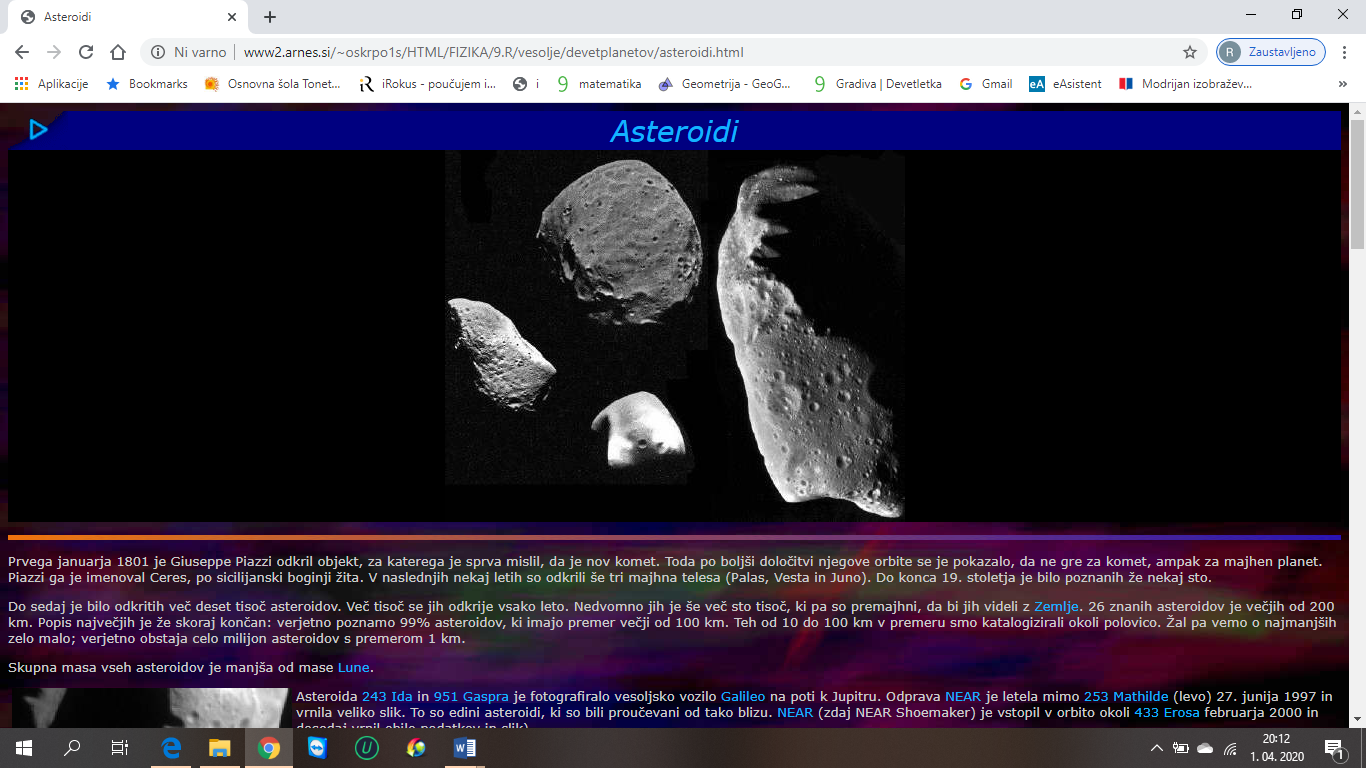 Asteroidi
Ni varno
www2.arnes.si/~oskrpo1s/HTML/FIZIKA/9.R/vesolje/devetplanetov/asteroidi.html
R Zaustavljeno
Aplikacije
Bookmarks
Osnovna šola Tonet...
iR iRokus - poučujem i...
i
9 matematika
Geometrija - GeoG...
9 Gradiva | Devetletka
G Gmail
eA eAsistent
Modrijan izobražev...
»
Asteroidi
Prvega januarja 1801 je Giuseppe Piazzi odkril objekt, za katerega je sprva mislil, da je nov komet. Toda po boljši določitvi njegove orbite se je pokazalo, da ne gre za komet, ampak za majhen planet.
Piazzi ga je imenoval Ceres, po sicilijanski boginji žita. V naslednjih nekaj letih so odkrili še tri majhna telesa (Palas, Vesta in Juno). Do konca 19. stoletja je bilo poznanih že nekaj sto.
Do sedaj je bilo odkritih več deset tisoč asteroidov. Več tisoč se jih odkrije vsako leto. Nedvomno jih je še več sto tisoč, ki pa so premajhni, da bi jih videli z Zemlje. 26 znanih asteroidov je večjih od 200
km. Popis največjih je že skoraj končan: verjetno poznamo 99% asteroidov, ki imajo premer večji od 100 km. Teh od 10 do 100 km v premeru smo katalogizirali okoli polovico. Žal pa vemo o najmanjših
zelo malo; verjetno obstaja celo milijon asteroidov s premerom 1 km.
Skupna masa vseh asteroidov je manjša od mase Lune.
Asteroida 243 Ida in 951 Gaspra je fotografiralo vesoljsko vozilo Galileo na poti k Jupitru. Odprava NEAR je letela mimo 253 Mathilde (levo) 27. junija 1997 in
vrnila veliko slik. To so edini asteroidi, ki so bili proučevani od tako blizu. NEAR (zdaj NEAR Shoemaker) je vstopil v orbito okoli 433 Erosa februarja 2000 in
20:12
1. 04. 2020
1